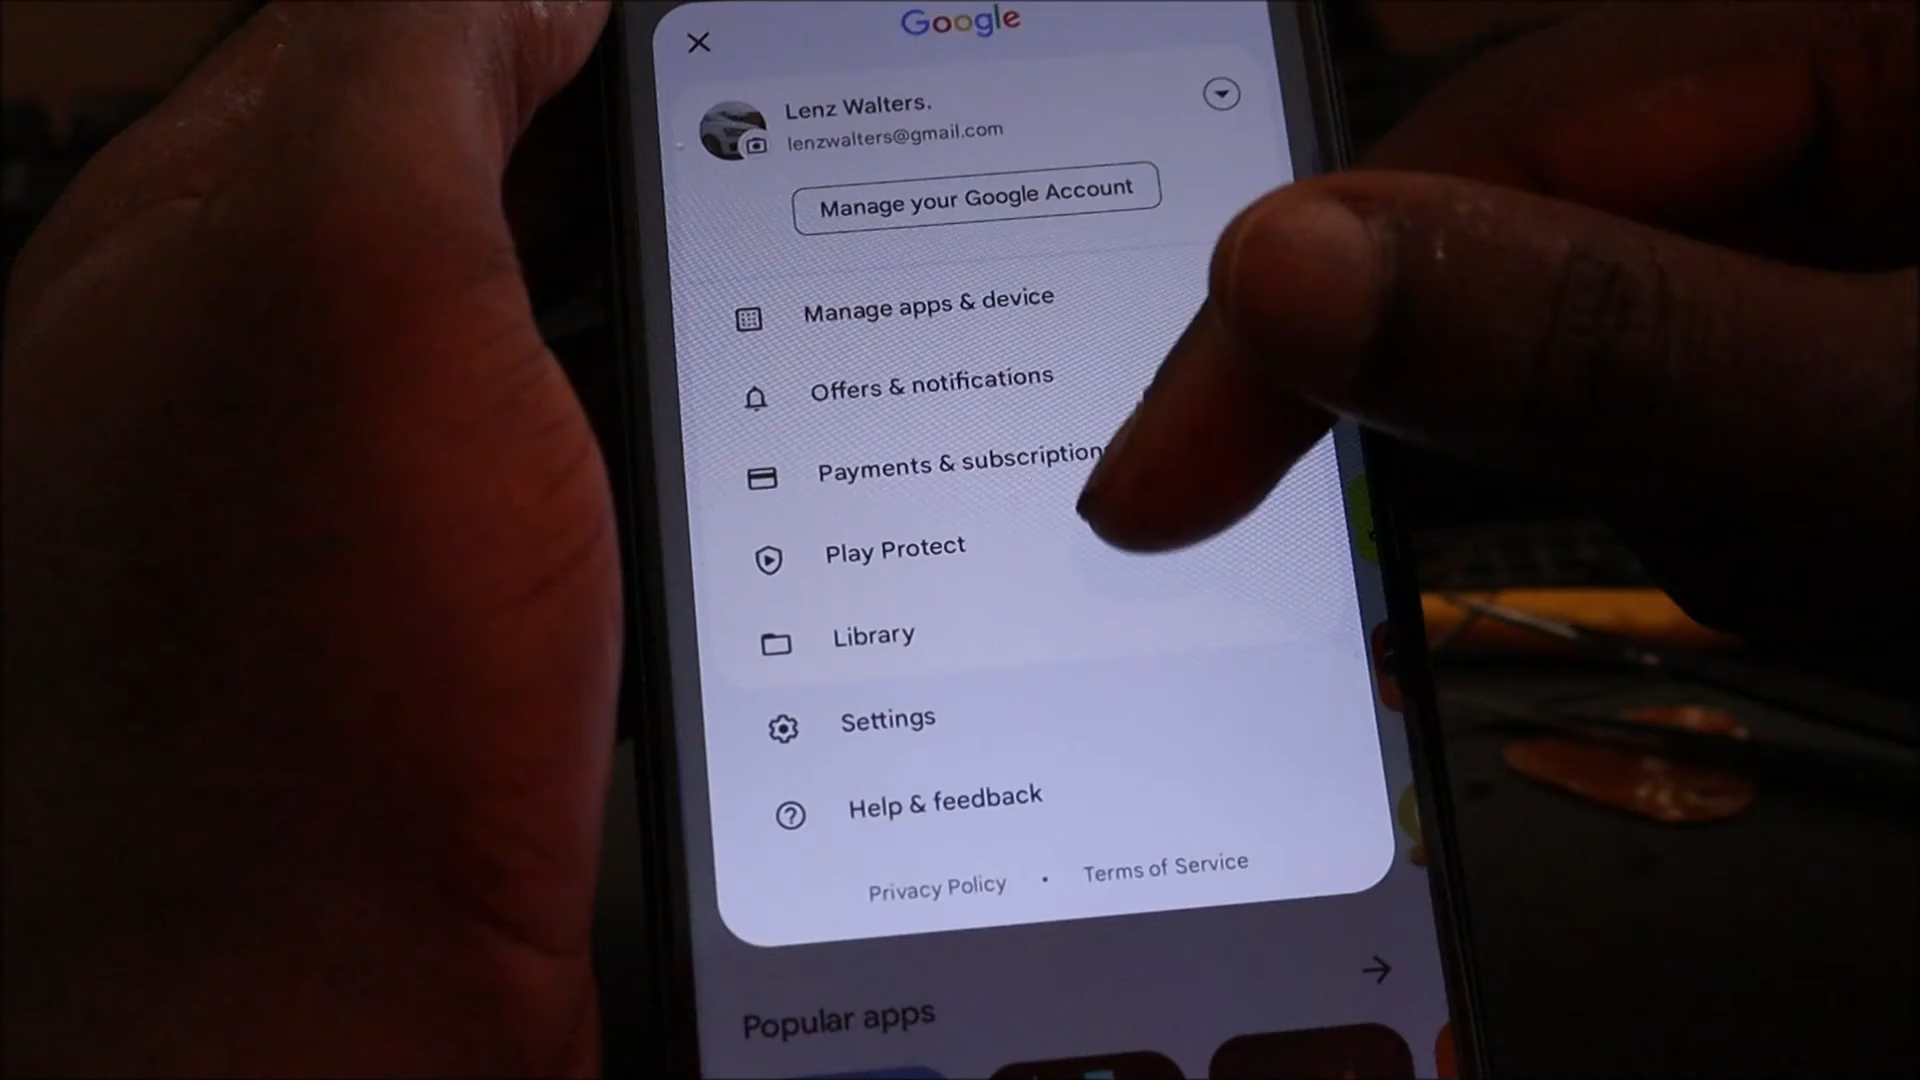 Google
Lenz Walters.
lenzwalters@gmail.com
Manage your Google Account
Manage apps & device
Offers & notifications
Payments & subscription
Play Protect
Library
Settings
Help & feedback
Privacy Policy • Terms of Service
Popular apps